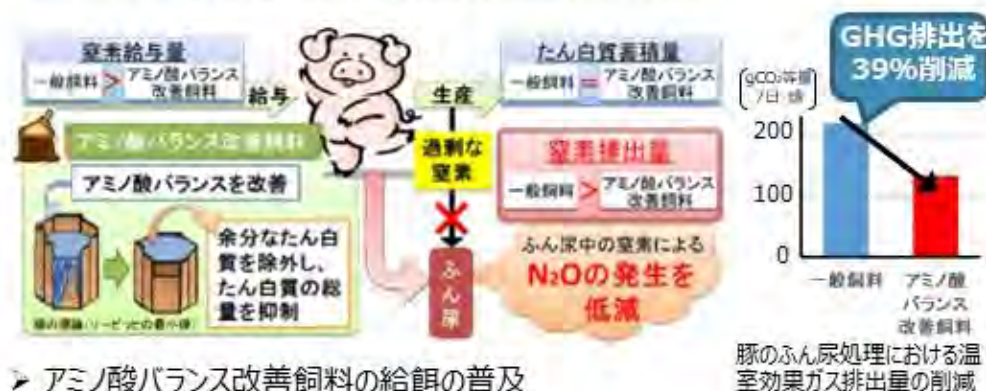 窒素給与量
一般飼料 > アミノ酸バランス
改善飼料
給与
アミノ酸バランス改善飼料
アミノ酸バランスを改善
余分なたん白
質を除外し、
たん白質の総
量を抑制
生産
過剰な
窒素
ふん尿
たん白質蓄積量
一般飼料 = アミノ酸バランス
改善飼料
窒素排出量
一般飼料 > アミノ酸バランス
改善飼料
ふん尿中の窒素による
N₂Oの発生を
低減
GHG排出を
39%削減
200
100
0
一般飼料
アミノ酸
バランス
改善飼料
豚のふん尿処理における温
室効果ガス排出量の削減
➢ アミノ酸バランス改善飼料の給餌の普及